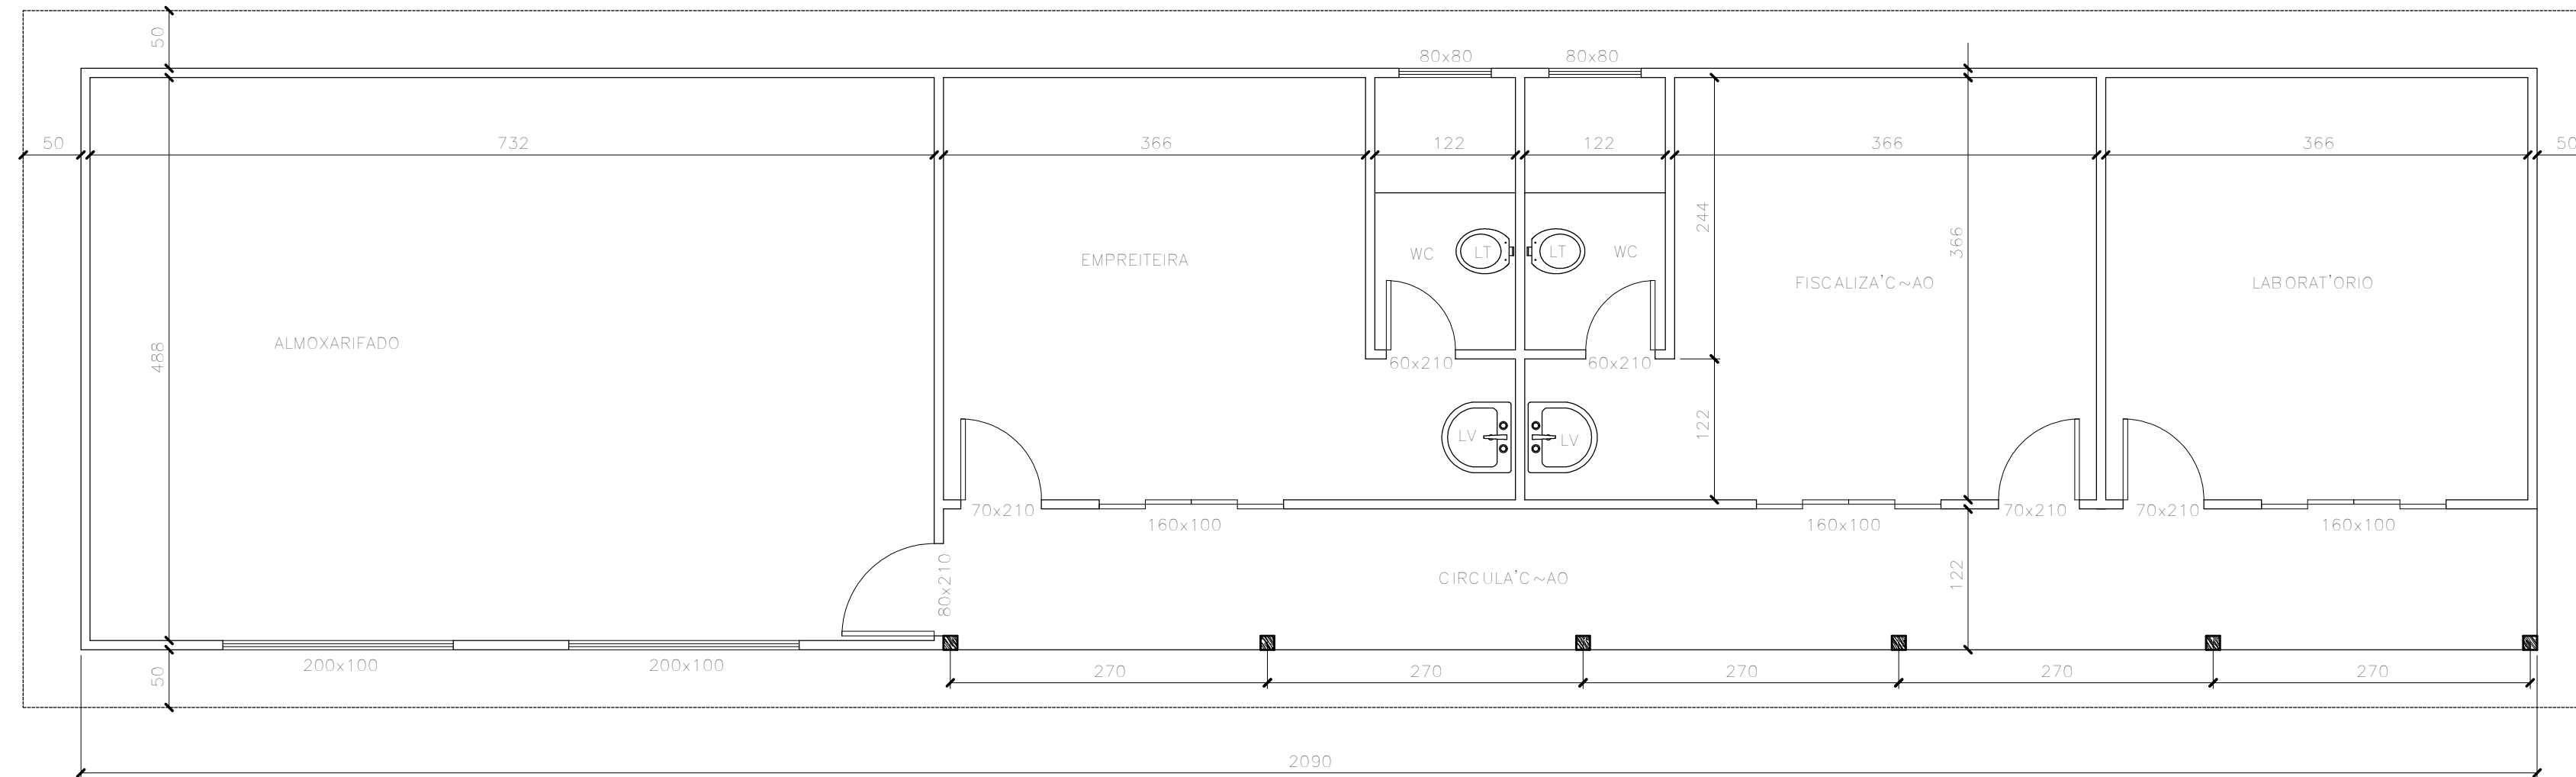 50
80x80
80x80
50
732
366
122
122
366
366
50
244
366
WC
LT
LT
WC
EMPREITEIRA
FISCALIZA'C~AO
LABORAT'ORIO
ALMOXARIFADO
488
60x210
60x210
122
LV
LV
70x210
160x100
160x100
70x210
70x210
160x100
80x210
CIRCULA'C~AO
122
200x100
200x100
50
270
270
270
270
270
2090